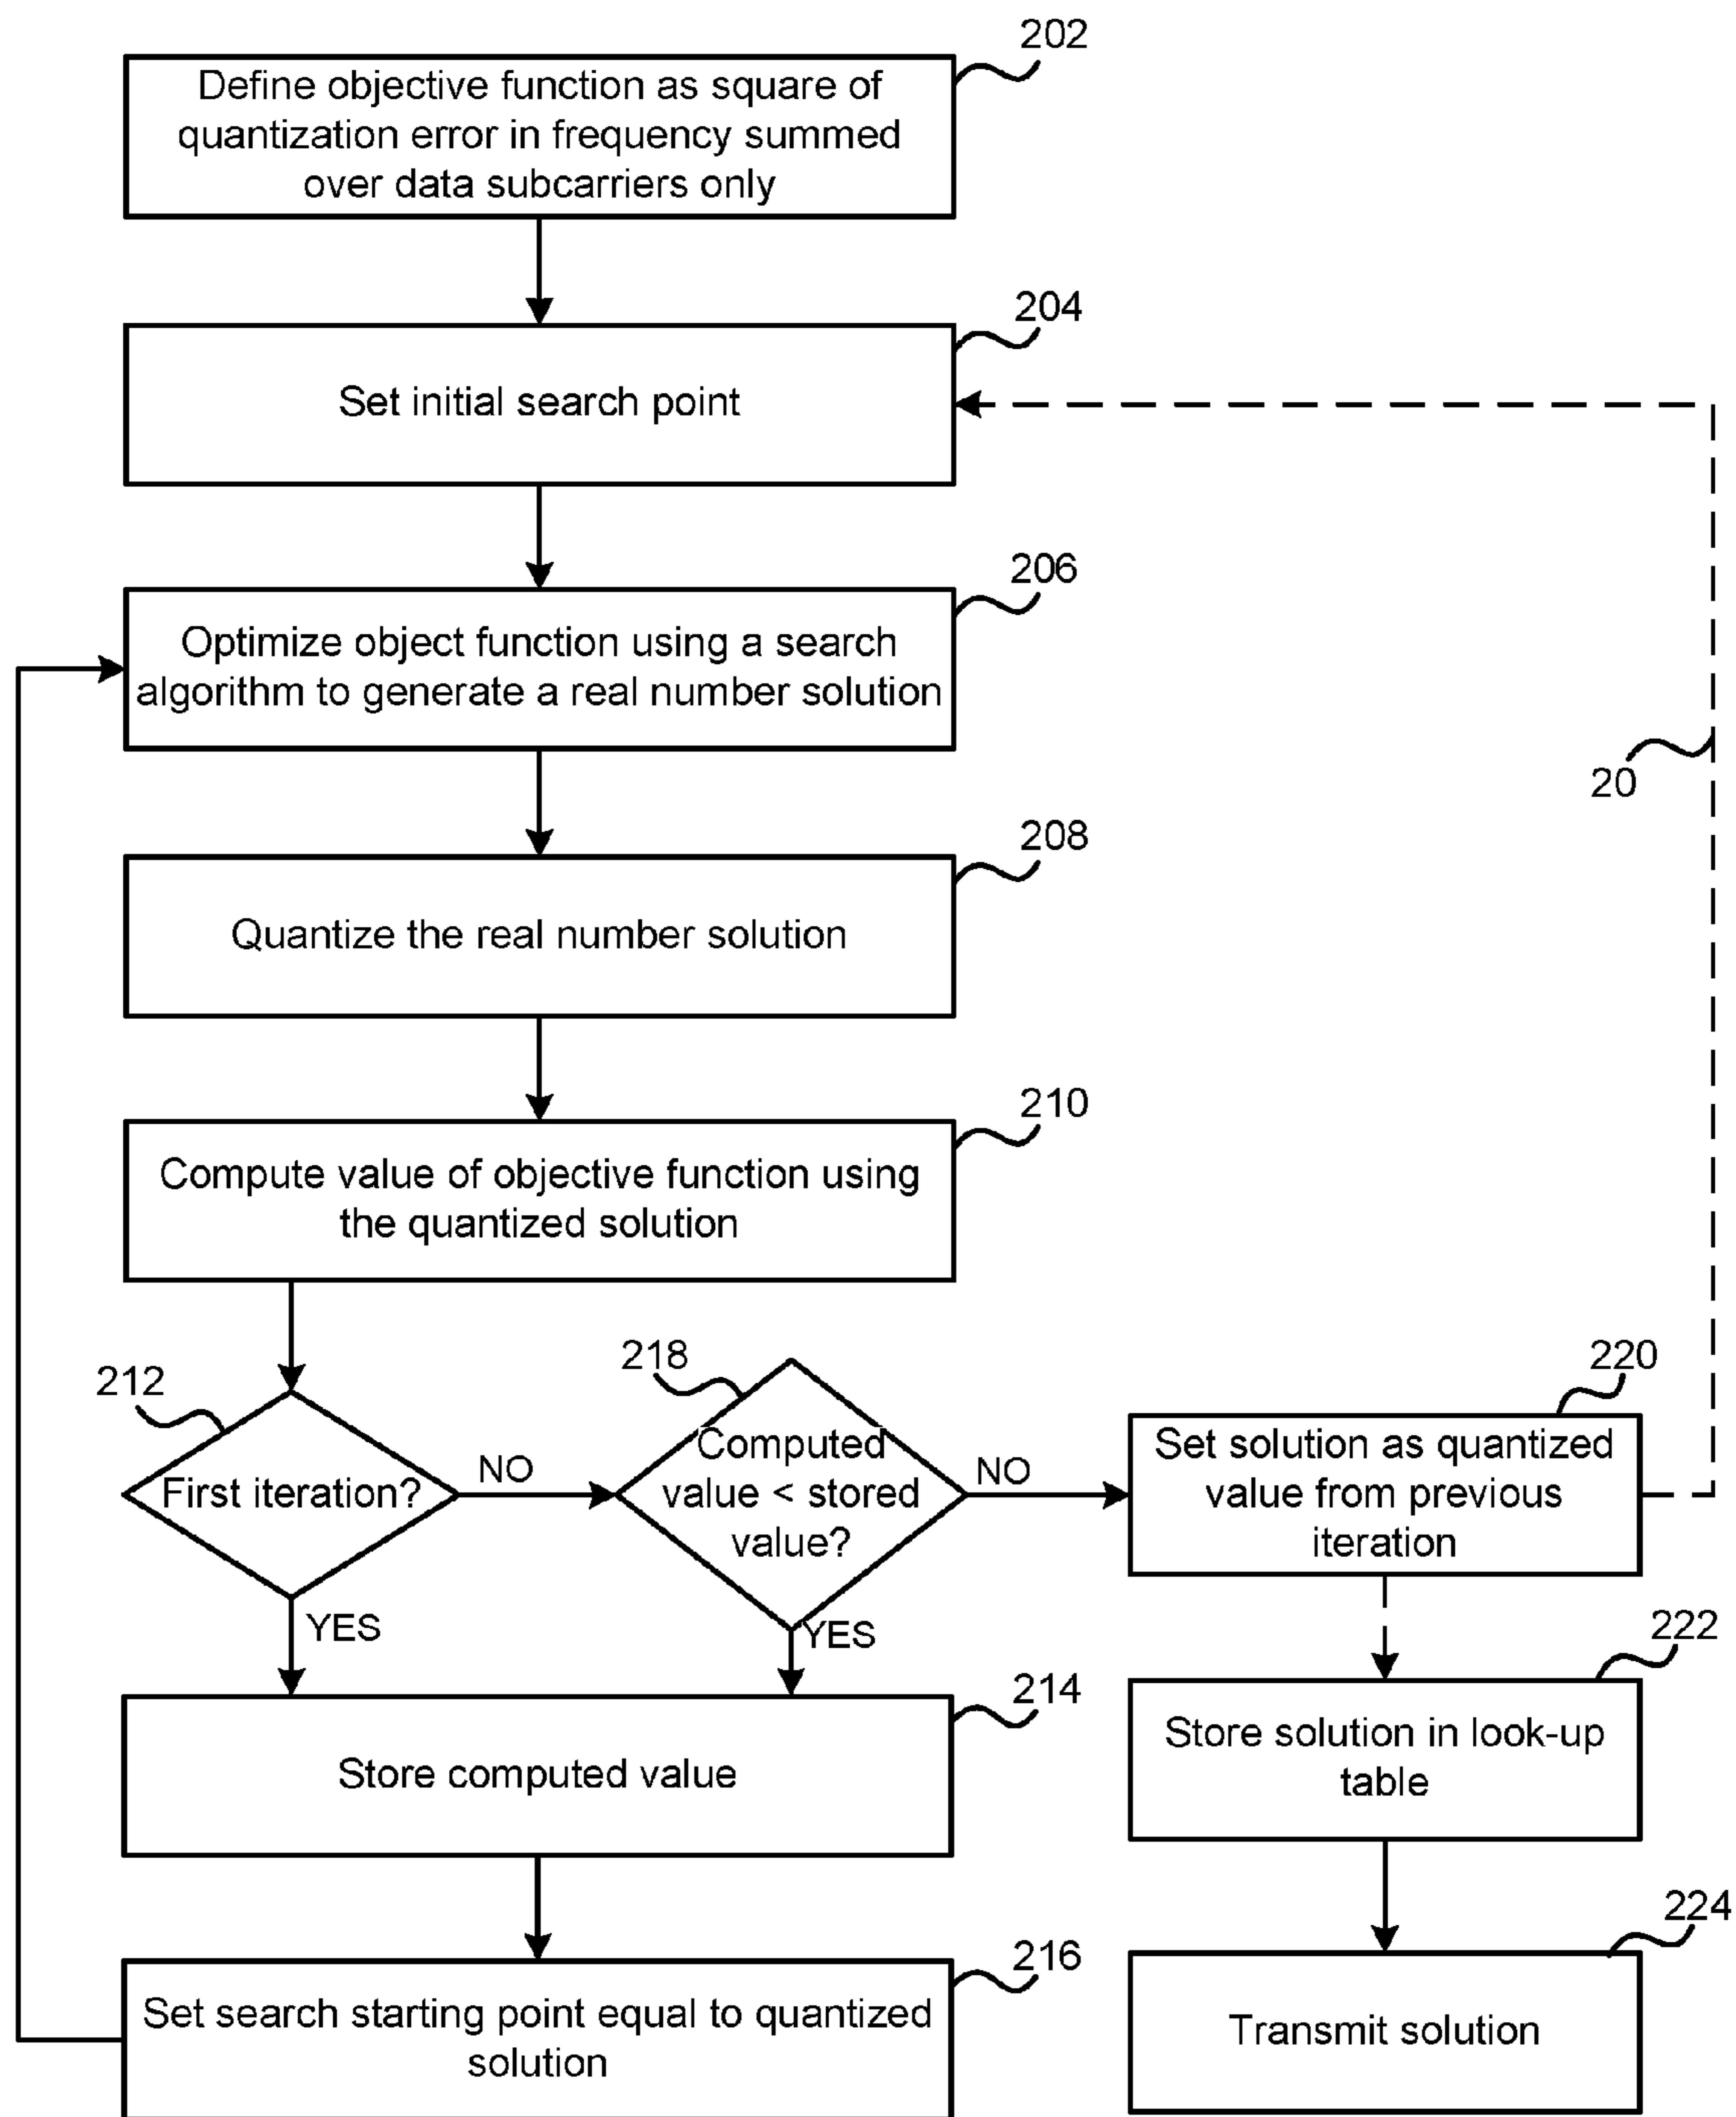 202
Define objective function as square of
quantization error in frequency summed
over data subcarriers only
204
Set initial search point
206
Optimize object function using a search
algorithm to generate a real number solution
20
208
Quantize the real number solution
210
Compute value of objective function using
the quantized solution
212
First iteration?
NO
YES
218
Computed
value < stored
value?
NO
YES
220
Set solution as quantized
value from previous
iteration
214
Store computed value
222
Store solution in look-up
table
216
Set search starting point equal to quantized
solution
224
Transmit solution